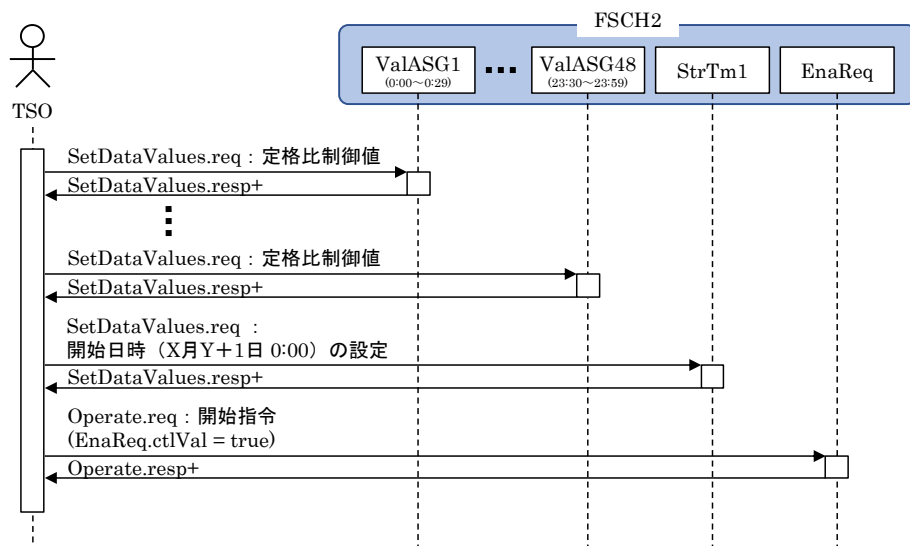 FSCH2
ValASG1
(0:00～0:29)
ValASG48
(23:30～23:59)
StrTm1
EnaReq
TSO
SetDataValues.req：定格比制御値
SetDataValues.resp+
SetDataValues.req：定格比制御値
SetDataValues.resp+
SetDataValues.req ：
開始日時（X月Y＋1日 0:00）の設定
SetDataValues.resp+
Operate.req：開始指令
(EnaReq.ctlVal = true)
Operate.resp+